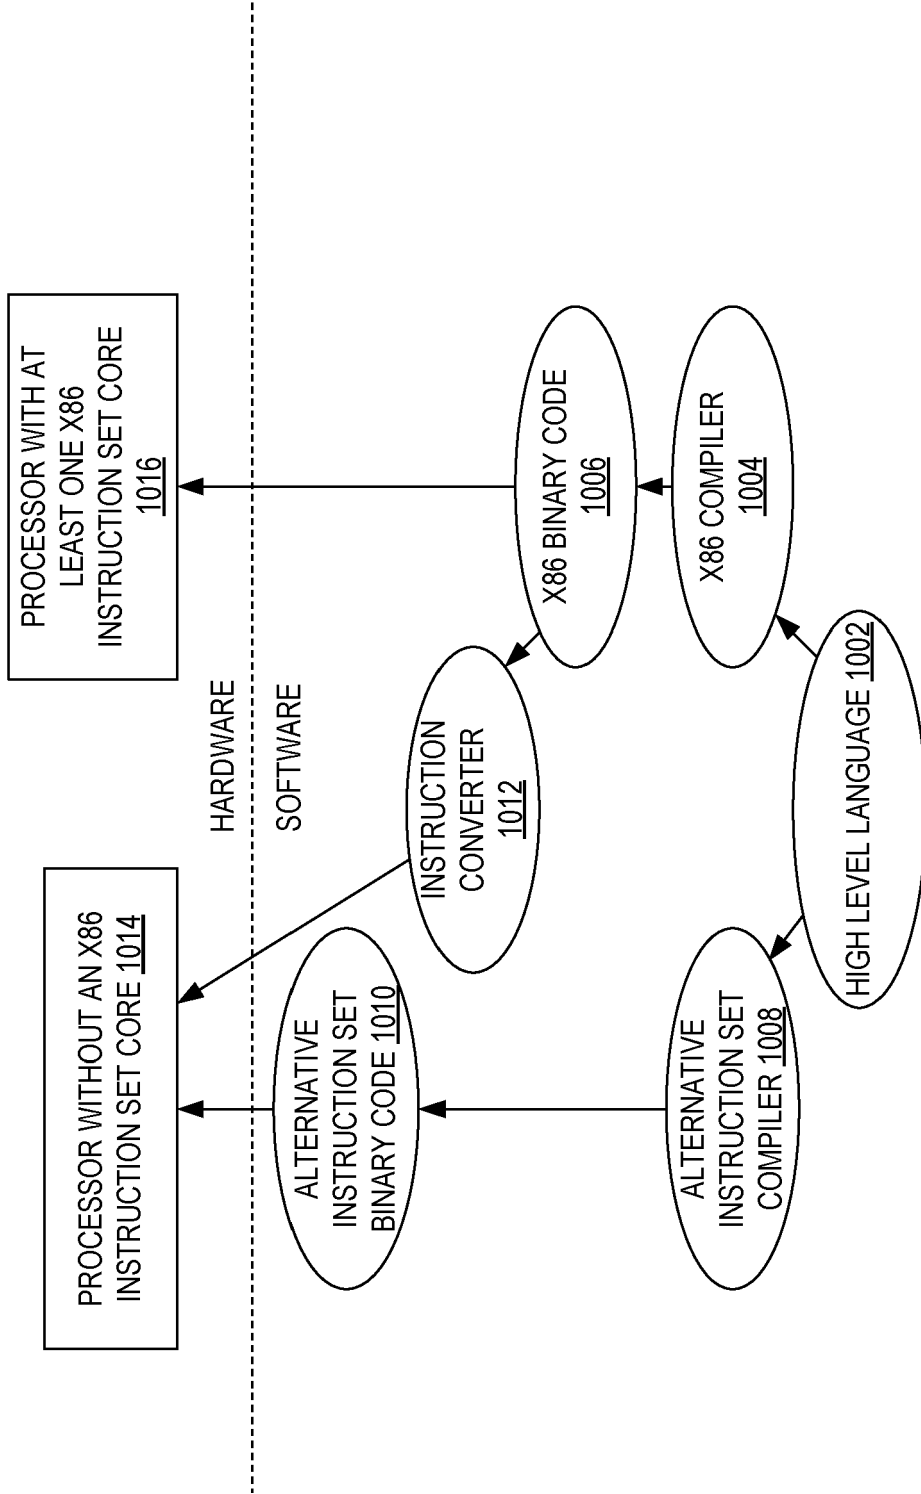 PROCESSOR WITHOUT AN X86
INSTRUCTION SET CORE 1014
PROCESSOR WITH AT
LEAST ONE X86
INSTRUCTION SET CORE
1016
HARDWARE
SOFTWARE
ALTERNATIVE
INSTRUCTION SET
BINARY CODE 1010
INSTRUCTION
CONVERTER
1012
X86 BINARY CODE
1006
ALTERNATIVE
INSTRUCTION SET
COMPILER 1008
X86 COMPILER
1004
HIGH LEVEL LANGUAGE 1002